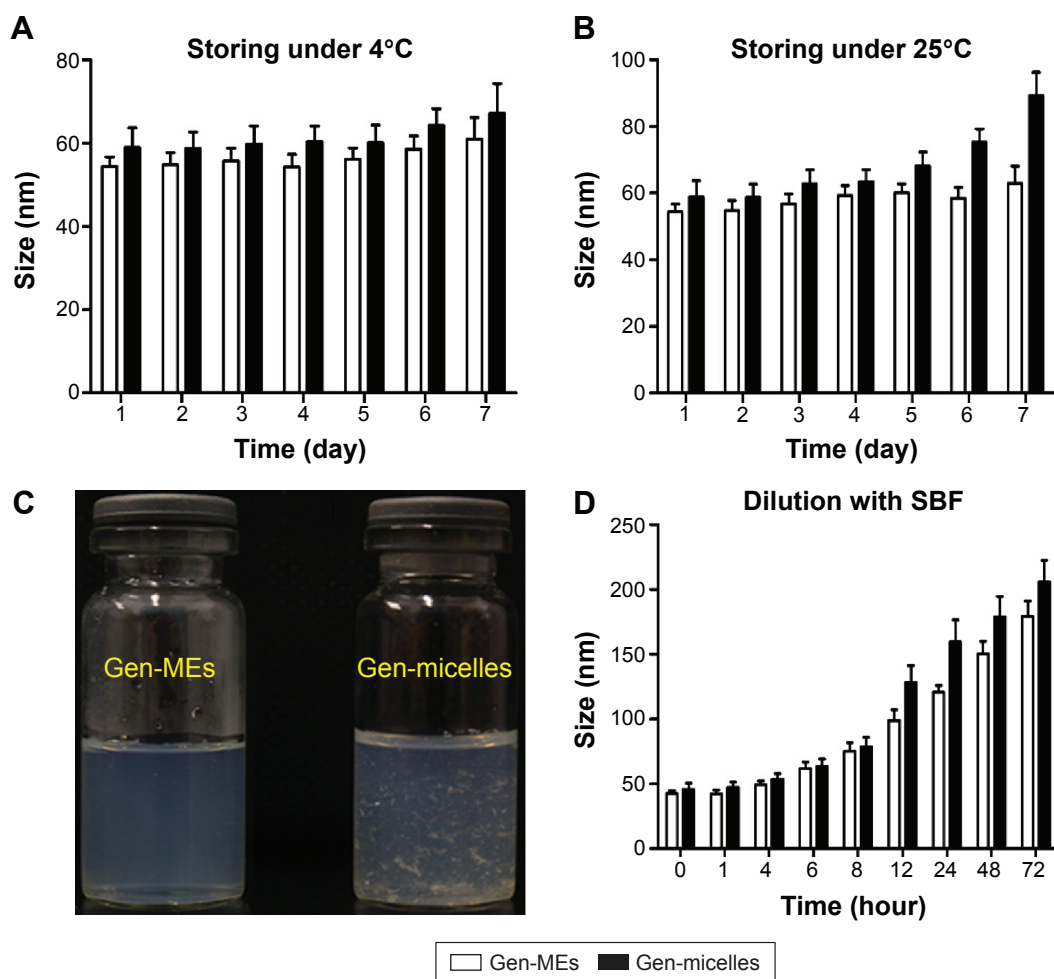 A
Storing under 4°C
Size (nm)
80
60
40
20
0
1 2 3 4 5 6 7
Time (day)
B
Storing under 25°C
Size (nm)
100
80
60
40
20
0
1 2 3 4 5 6 7
Time (day)
C
Gen-MEs
Gen-micelles
D
Dilution with SBF
Size (nm)
250
200
150
100
50
0
0 1 4 6 8 12 24 48 72
Time (hour)
Gen-MEs Gen-micelles